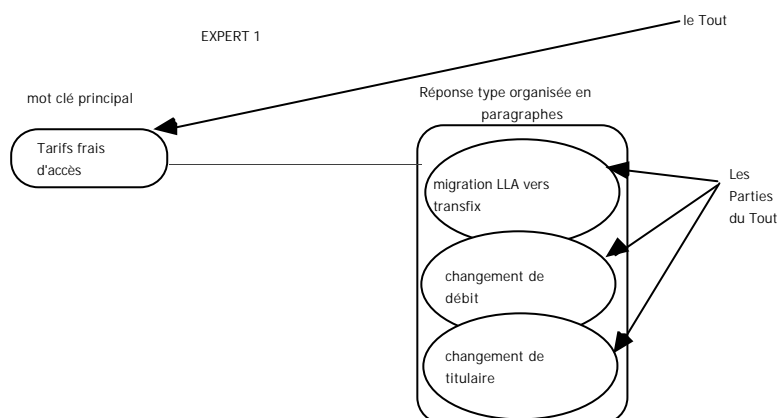 le Tout
EXPERT 1
Réponse type organisée en
paragraphes
mot clé principal
Tarifs frais
d'accès
migration LLA vers
transfix
Les
Parties
du Tout
changement de
débit
changement de
titulaire